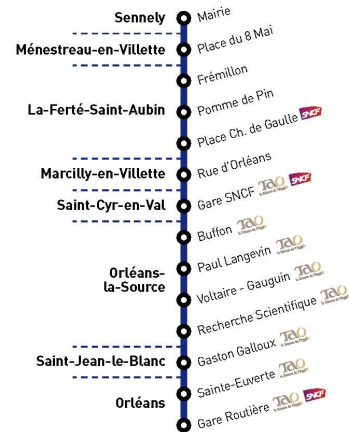 Sennely Mairie
Ménestreau-en-Villette Place du 8 Mai
Frémillon
La-Ferté-Saint-Aubin Pomme de Pin
Place Ch. de Gaulle SNCF
Marcilly-en-Villette Rue d'Orléans
Saint-Cyr-en-Val Gare SNCF TAO SNCF
Buffon TAO
Orléans-
la-Source
Paul Langevin TAO
Voltaire - Gauguin TAO
Recherche Scientifique TAO
Saint-Jean-le-Blanc Gaston Galloux TAO
Sainte-Euverte TAO
Orléans
Gare Routière TAO SNCF